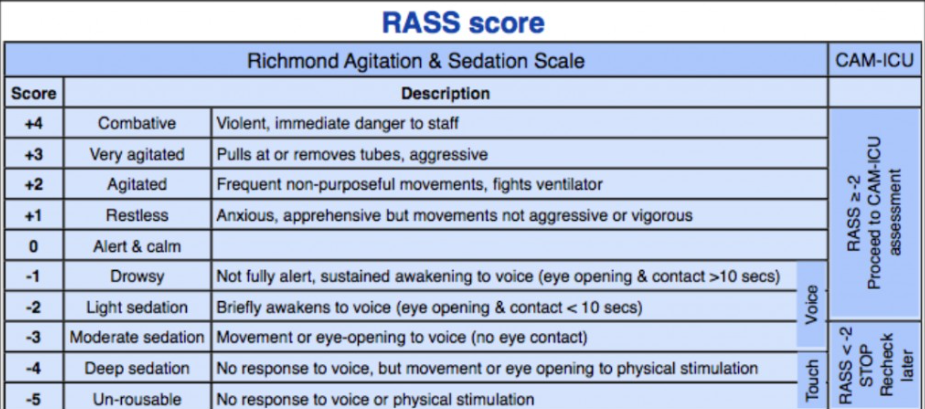 RASS score
Richmond Agitation & Sedation Scale CAM-ICU
Score Description
+4 Combative Violent, immediate danger to staff
+3 Very agitated Pulls at or removes tubes, aggressive
+2 Agitated Frequent non-purposeful movements, fights ventilator
+1 Restless Anxious, apprehensive but movements not aggressive or vigorous
0 Alert & calm
-1 Drowsy Not fully alert, sustained awakening to voice (eye opening & contact >10 secs)
-2 Light sedation Briefly awakens to voice (eye opening & contact < 10 secs)
-3 Moderate sedation Movement or eye-opening to voice (no eye contact)
-4 Deep sedation No response to voice, but movement or eye opening to physical stimulation
-5 Un-rousable No response to voice or physical stimulation
Voice
Touch
RASS ≥ -2
Proceed to CAM-ICU
assessment
RASS < -2
STOP
Recheck
later